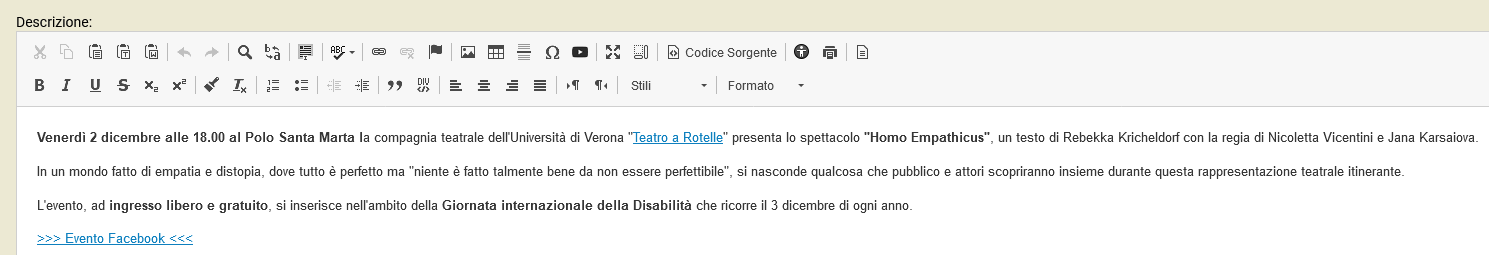 Descrizione:
Codice Sorgente
B I U S x₂ x² Tx DIV Stili Formato
Venerdì 2 dicembre alle 18.00 al Polo Santa Marta la compagnia teatrale dell'Università di Verona "Teatro a Rotelle" presenta lo spettacolo "Homo Empathicus", un testo di Rebekka Kricheldorf con la regia di Nicoletta Vicentini e Jana Karsaiova.
In un mondo fatto di empatia e distopia, dove tutto è perfetto ma "niente è fatto talmente bene da non essere perfettibile", si nasconde qualcosa che pubblico e attori scopriranno insieme durante questa rappresentazione teatrale itinerante.
L'evento, ad ingresso libero e gratuito, si inserisce nell'ambito della Giornata internazionale della Disabilità che ricorre il 3 dicembre di ogni anno.
>>> Evento Facebook <<<